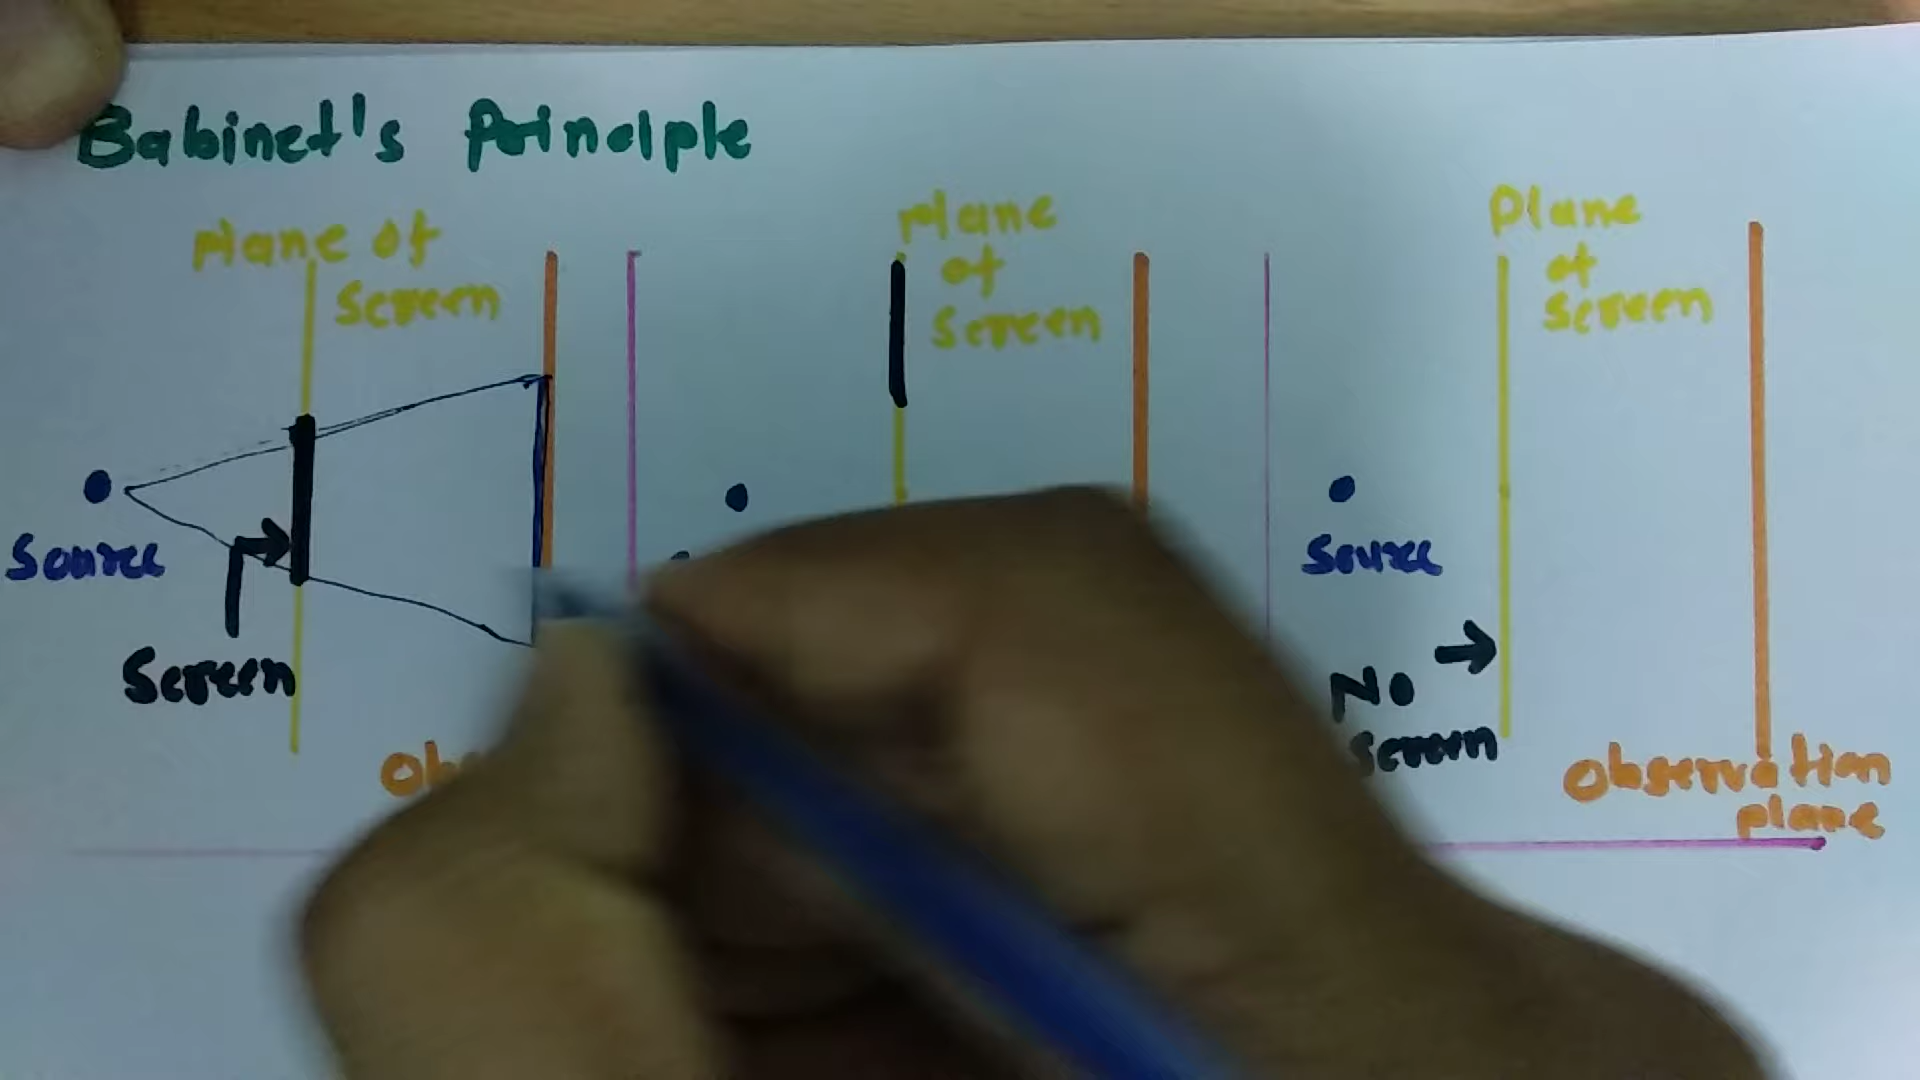 Babinet's Principle
Plane of
Screen
Source
Screen
Plane
of
Screen
Plane
of
Screen
Source
No
Screen
Observation
plane